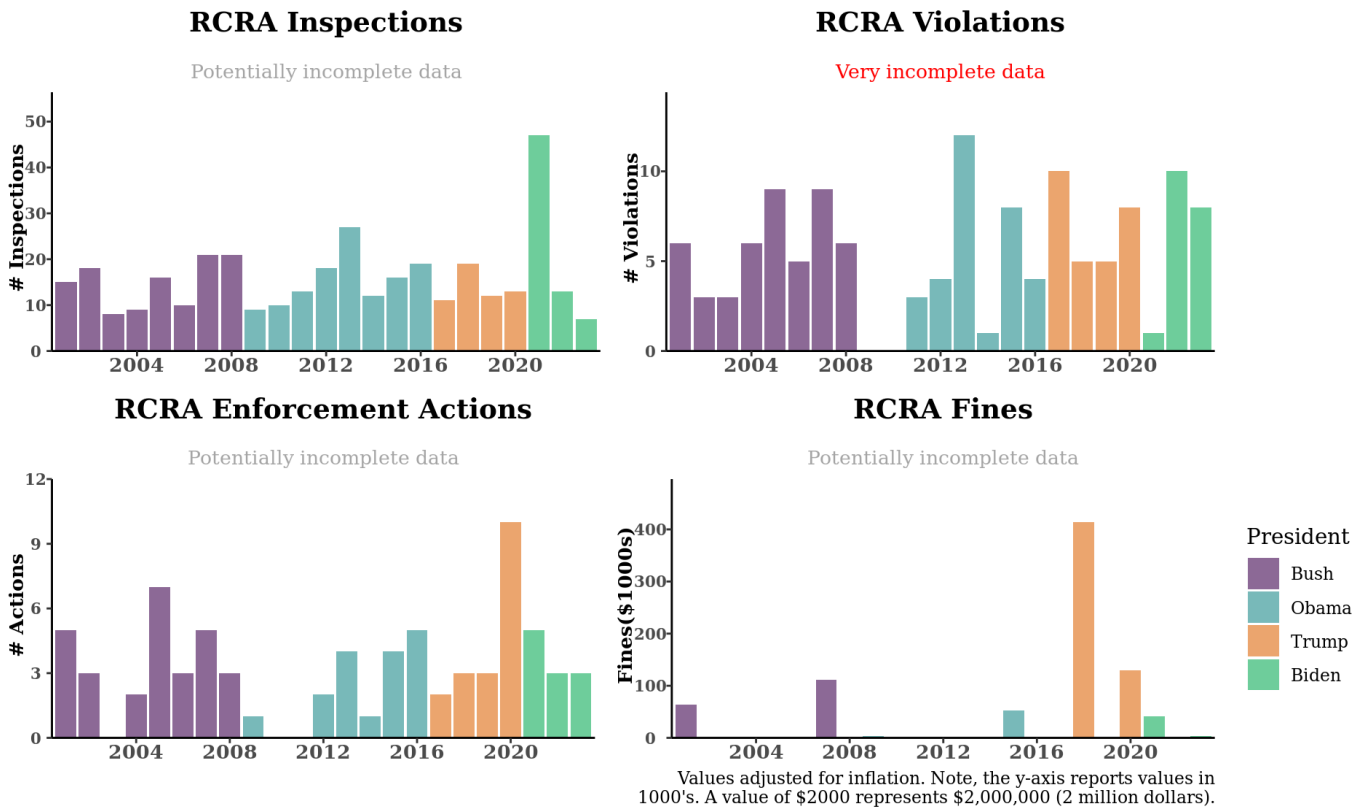 RCRA Inspections
Potentially incomplete data
# Inspections
50
40
30
20
10
0
2004 2008 2012 2016 2020
RCRA Violations
Very incomplete data
# Violations
10
5
0
2004 2008 2012 2016 2020
RCRA Enforcement Actions
Potentially incomplete data
# Actions
12
9
6
3
0
2004 2008 2012 2016 2020
RCRA Fines
Potentially incomplete data
Fines($1000s)
400
300
200
100
0
2004 2008 2012 2016 2020
President
Bush
Obama
Trump
Biden
Values adjusted for inflation. Note, the y-axis reports values in
1000's. A value of $2000 represents $2,000,000 (2 million dollars).